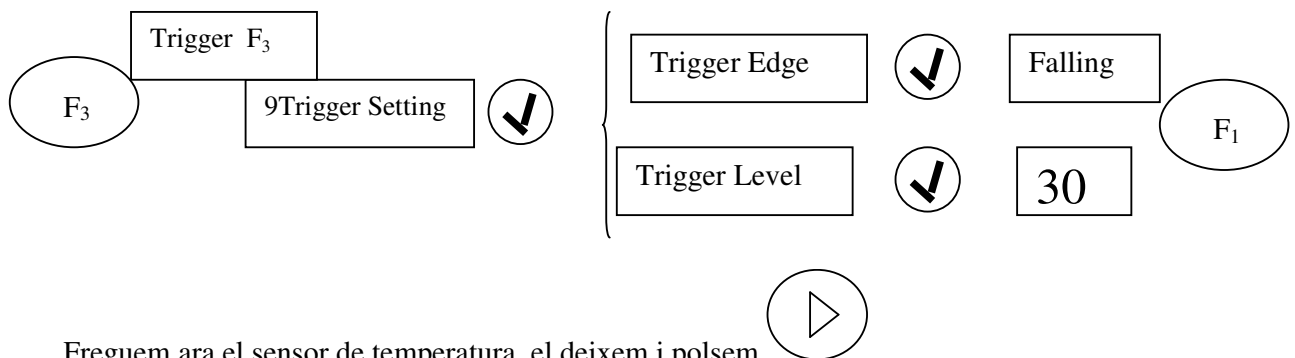 Trigger F₃
F₃
9Trigger Setting
Trigger Edge
Falling
F₁
Trigger Level
30
Freguem ara el sensor de temperatura, el deixem i polsem